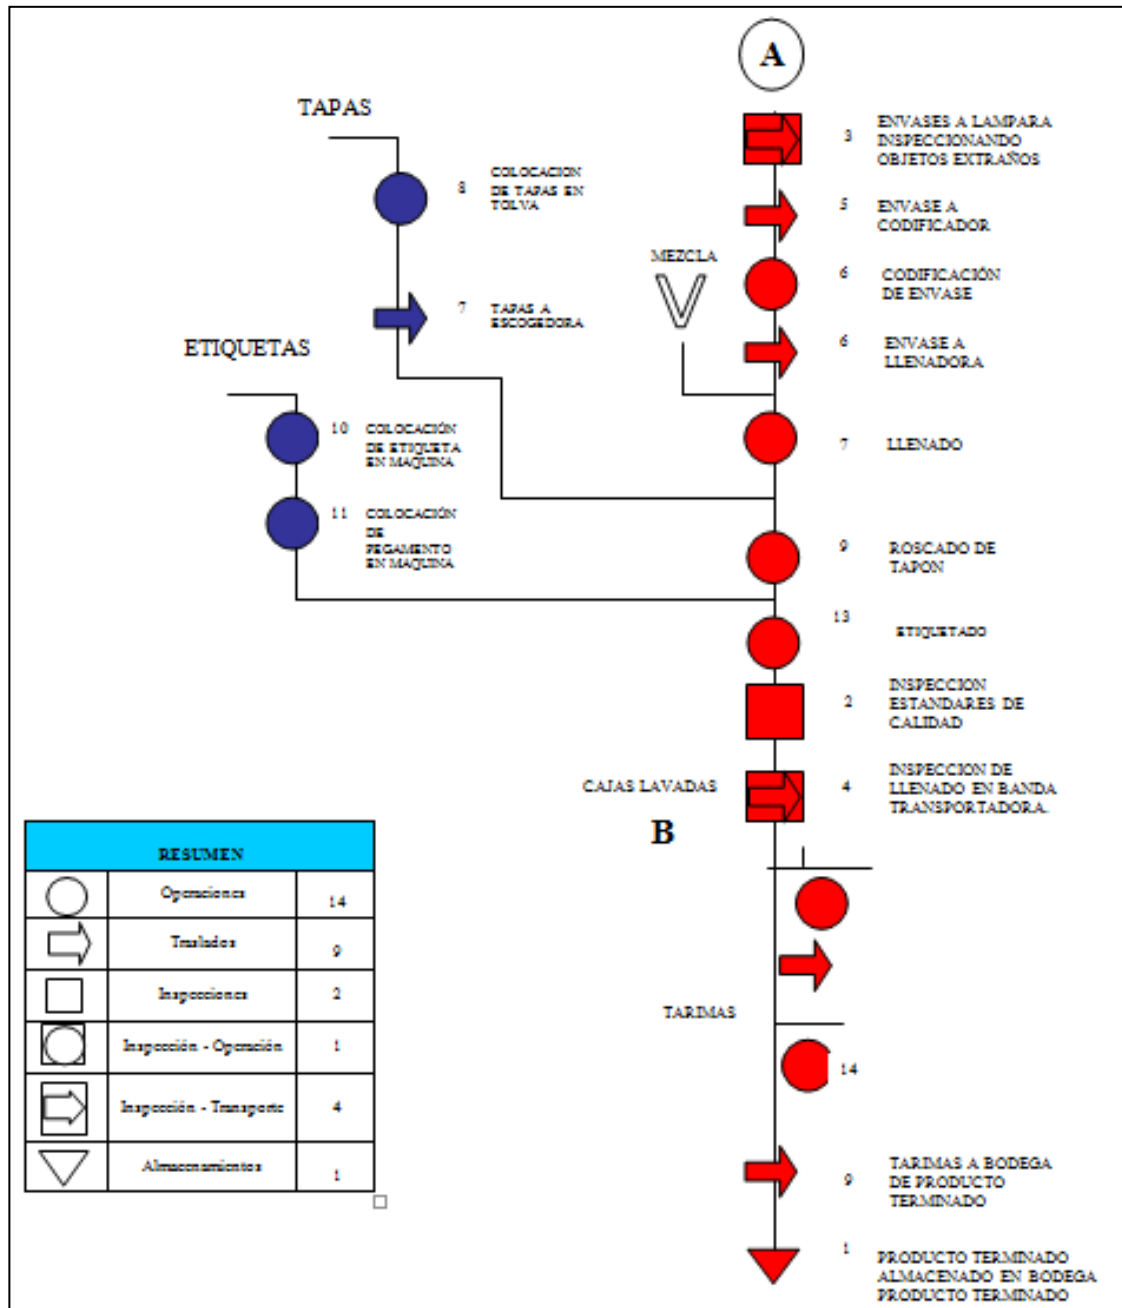 A
TAPAS
3 ENVASES A LAMPARA
INSPECCIONANDO
OBJETOS EXTRAÑOS
8 COLOCACION
DE TAPAS EN
TOLVA
5 ENVASE A
CODIFICADOR
MEZCLA
V
6 CODIFICACIÓN
DE ENVASE
7 TAPAS A
ESCOGEDORA
6 ENVASE A
LLENADORA
ETIQUETAS
10 COLOCACIÓN
DE ETIQUETA
EN MAQUINA
7 LLENADO
11 COLOCACIÓN
DE
PEGAMENTO
EN MAQUINA
9 ROSCADO DE
TAPON
13 ETIQUETADO
2 INSPECCION
ESTANDARES DE
CALIDAD
CAJAS LAVADAS
4 INSPECCION DE
LLENADO EN BANDA
TRANSPORTADORA.
B
RESUMEN
Operaciones 14
Traslados 9
Inspecciones 2
Inspección - Operación 1
Inspección - Transporte 4
Almacenamientos 1
TARIMAS
14
9 TARIMAS A BODEGA
DE PRODUCTO
TERMINADO
1 PRODUCTO TERMINADO
ALMACENADO EN BODEGA
PRODUCTO TERMINADO